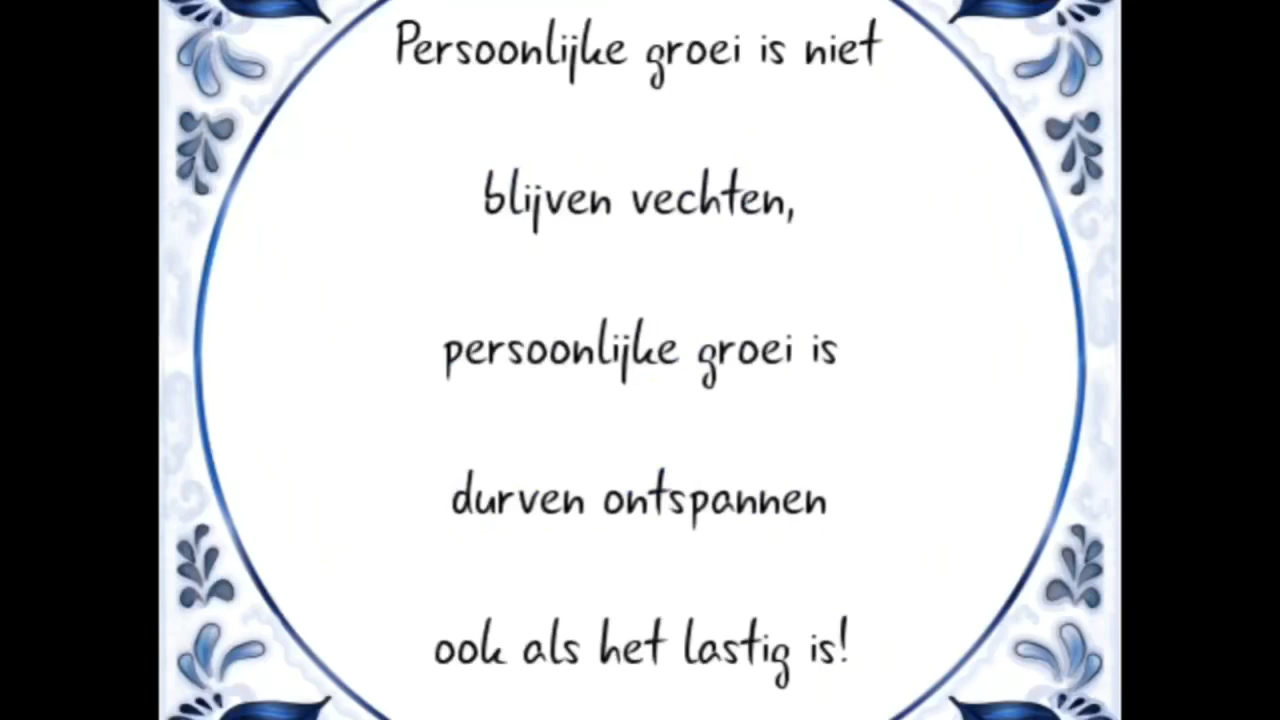 Persoonlijke groei is niet
blijven vechten,
persoonlijke groei is
durven ontspannen
ook als het lastig is!